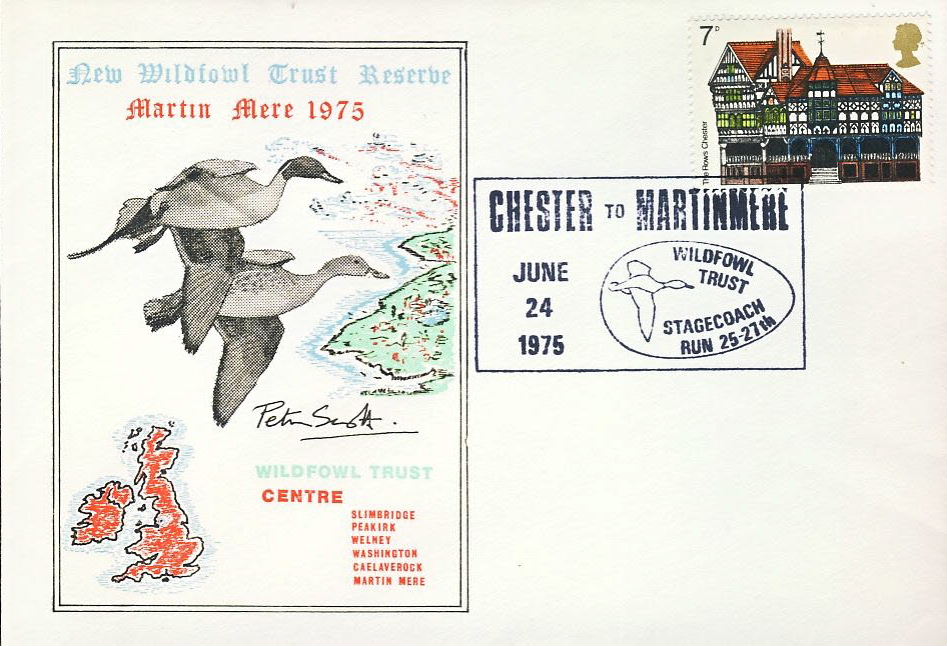 New Wildfowl Trust Reserve
Martin Mere 1975
Peter Scott.
WILDFOWL TRUST
CENTRE
SLIMBRIDGE
PEAKIRK
WELNEY
WASHINGTON
CAELAVEROCK
MARTIN MERE
7P
The Rows Chester
CHESTER TO MARTINMERE
JUNE
24
1975
WILDFOWL
TRUST
STAGECOACH
RUN 25-27th